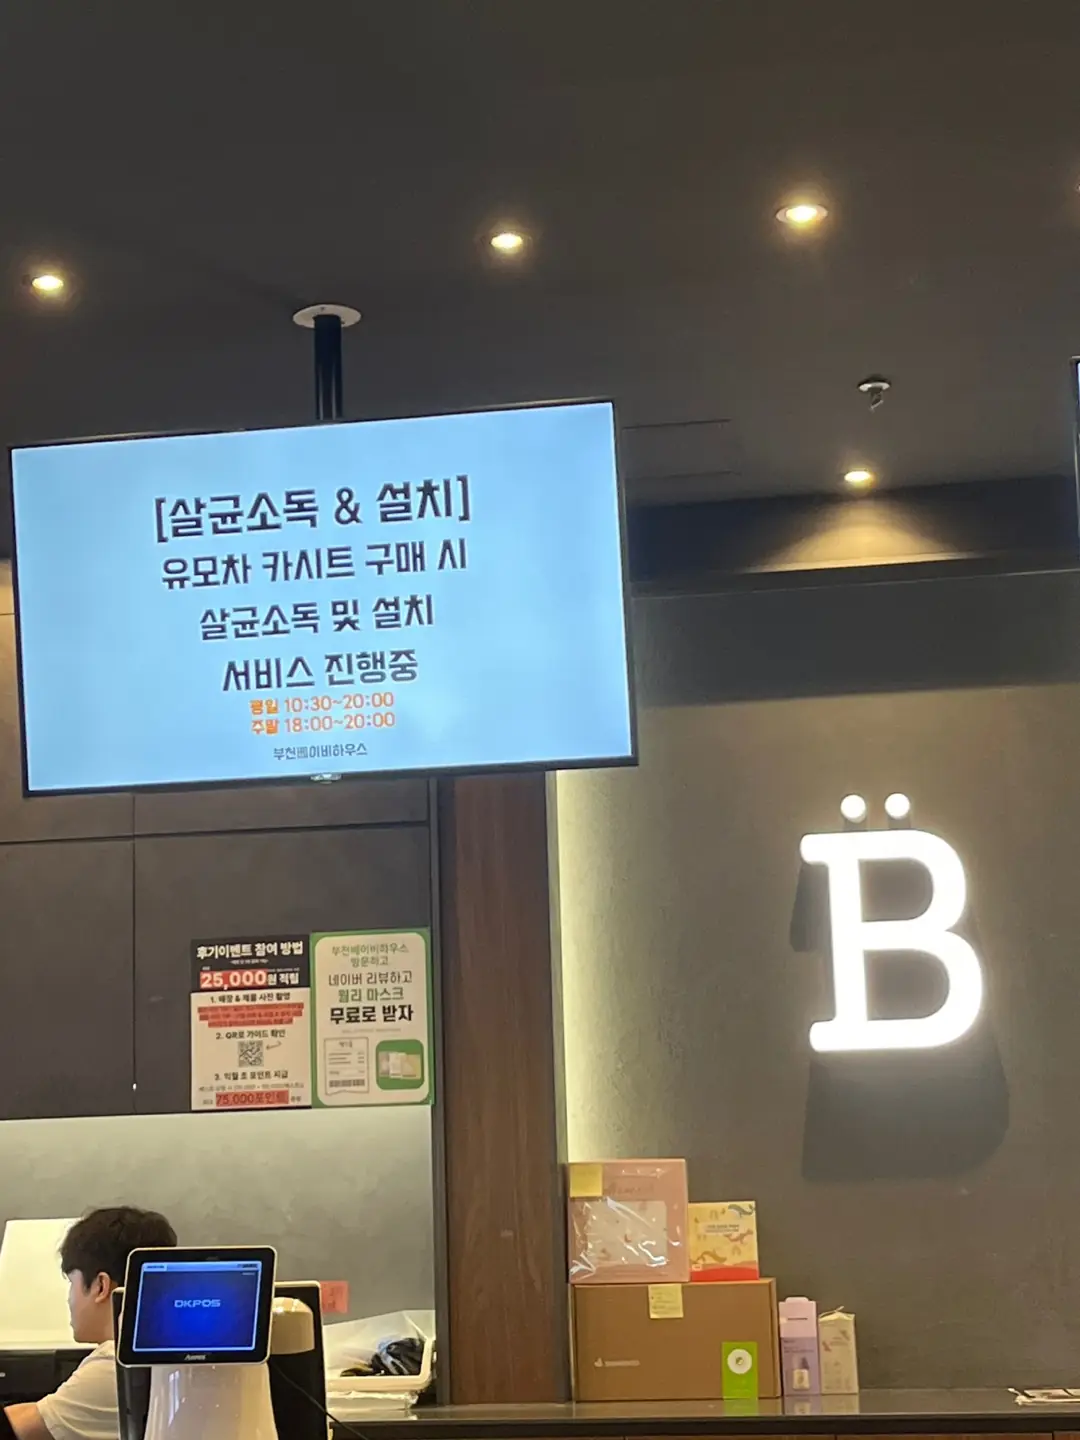 [살균소독 & 설치]
유모차 카시트 구매 시
살균소독 및 설치
서비스 진행중
평일 10:30~20:00
주말 18:00~20:00
부천베이비하우스
B
후기이벤트 참여 방법
25,000원 적립
1. 매장 & 제품 사진 촬영
2. QR로 가이드 확인
3. 익월 초 포인트 지급
75,000포인트
부천베이비하우스
방문하고
네이버 리뷰하고
퀄리 마스크
무료로 받자
DKPOS